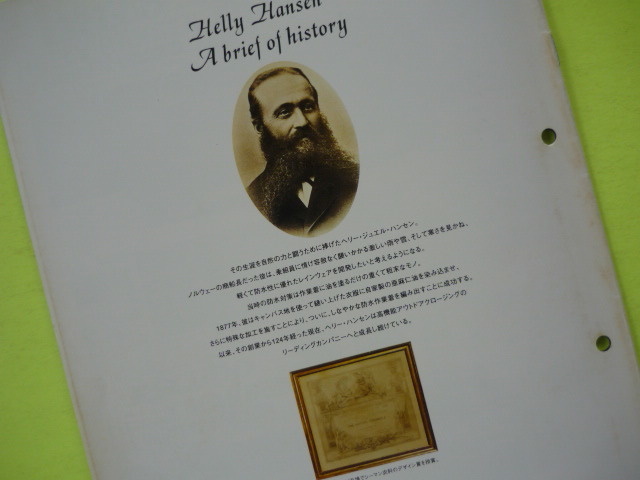 Helly Hansen
A brief of history
その生涯を自然の力と闘うために捧げたヘリー・ジュエル・ハンセン。
ノルウェーの商船長だった彼は、乗組員に情け容赦なく襲いかかる激しい雨や雪、そして寒さを見かね、
軽くて防水性に優れたレインウェアを開発したいと考えるようになる。
当時の防水対策は作業着に油を塗るだけの重くて粗末なモノ。
1877年、彼はキャンバス地を使って縫い上げた衣服に自家製の亜麻仁油を染み込ませ、
さらに特殊な加工を施すことにより、ついに、しなやかな防水作業着を編み出すことに成功する。
以来、その創業から124年経った現在、ヘリー・ハンセンは高機能アウトドアクロージングの
リーディングカンパニーへと成長し続けている。
デザイン賞を授業。